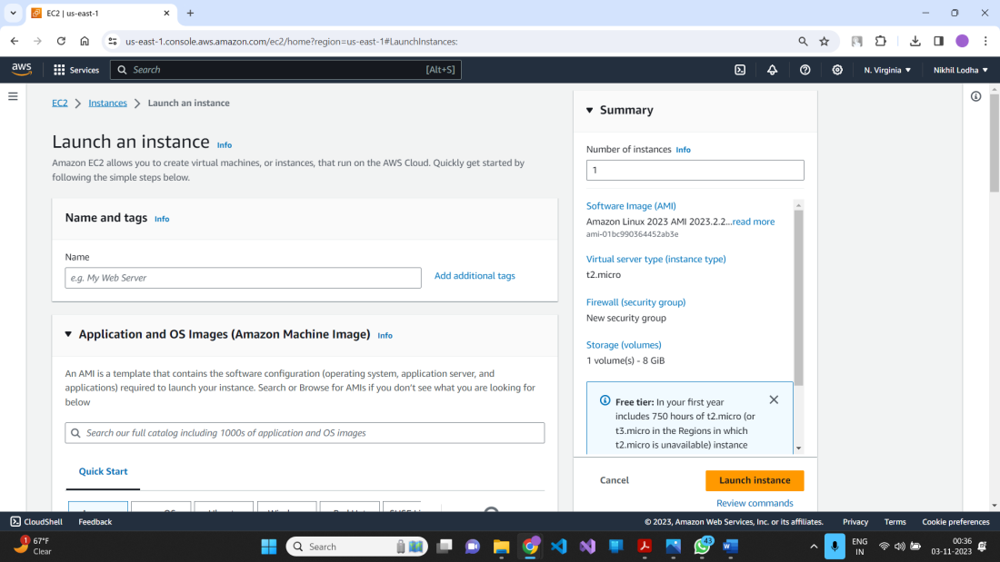 EC2 | us-east-1
us-east-1.console.aws.amazon.com/ec2/home?region=us-east-1#LaunchInstances:
aws
Services
Search
[Alt+S]
N. Virginia
Nikhil Lodha
EC2
Instances
Launch an instance
Launch an instance Info
Amazon EC2 allows you to create virtual machines, or instances, that run on the AWS Cloud. Quickly get started by
following the simple steps below.
Name and tags Info
Name
e.g. My Web Server
Add additional tags
Application and OS Images (Amazon Machine Image) Info
An AMI is a template that contains the software configuration (operating system, application server, and
applications) required to launch your instance. Search or Browse for AMIs if you don't see what you are looking for
below
Search our full catalog including 1000s of application and OS images
Quick Start
Summary
Number of instances Info
1
Software Image (AMI)
Amazon Linux 2023 AMI 2023.2.2...read more
ami-01bc990364452ab3e
Virtual server type (instance type)
t2.micro
Firewall (security group)
New security group
Storage (volumes)
1 volume(s) - 8 GiB
Free tier: In your first year
includes 750 hours of t2.micro (or
t3.micro in the Regions in which
t2.micro is unavailable) instance
Cancel
Launch instance
Review commands
CloudShell
Feedback
© 2023, Amazon Web Services, Inc. or its affiliates.
Privacy
Terms
Cookie preferences
1
67°F
Clear
Search
43
ENG
IN
00:36
03-11-2023